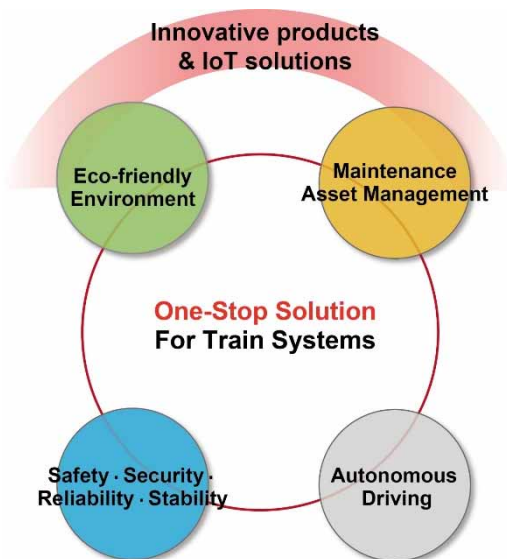 Innovative products
& IoT solutions
Eco-friendly
Environment
Maintenance
Asset Management
One-Stop Solution
For Train Systems
Safety · Security ·
Reliability · Stability
Autonomous
Driving